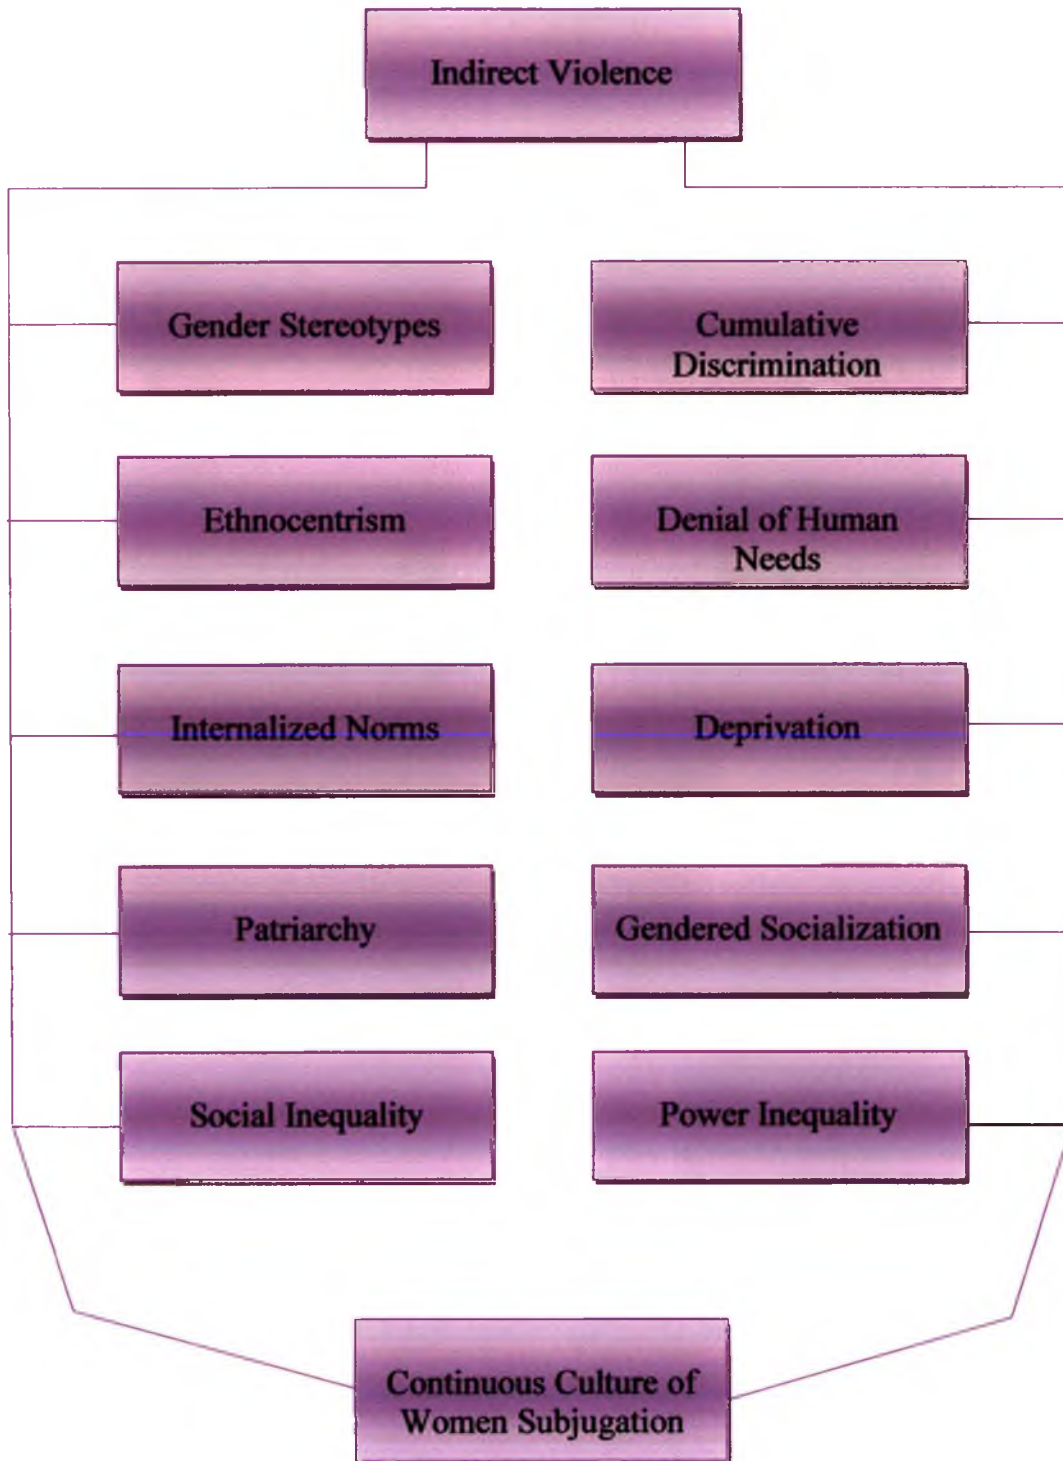 Indirect Violence
Gender Stereotypes
Cumulative
Discrimination
Ethnocentrism
Denial of Human
Needs
Internalized Norms
Deprivation
Patriarchy
Gendered Socialization
Social Inequality
Power Inequality
Continuous Culture of
Women Subjugation